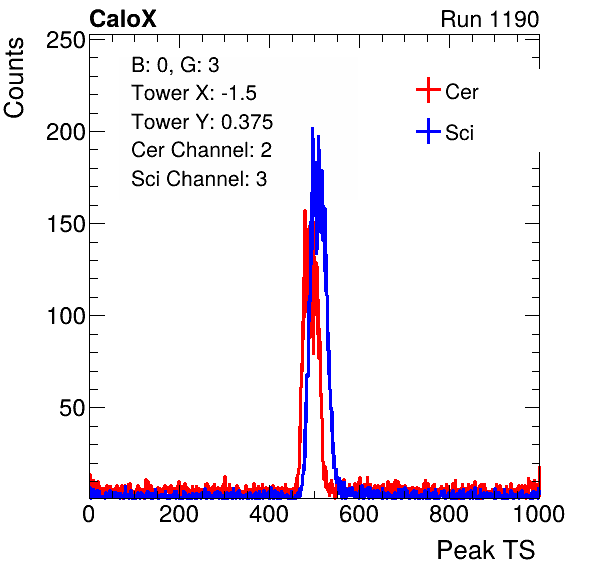 CaloX Run 1190
Counts
250
200
150
100
50
B: 0, G: 3
Tower X: -1.5
Tower Y: 0.375
Cer Channel: 2
Sci Channel: 3
Cer
Sci
0 200 400 600 800 1000
Peak TS